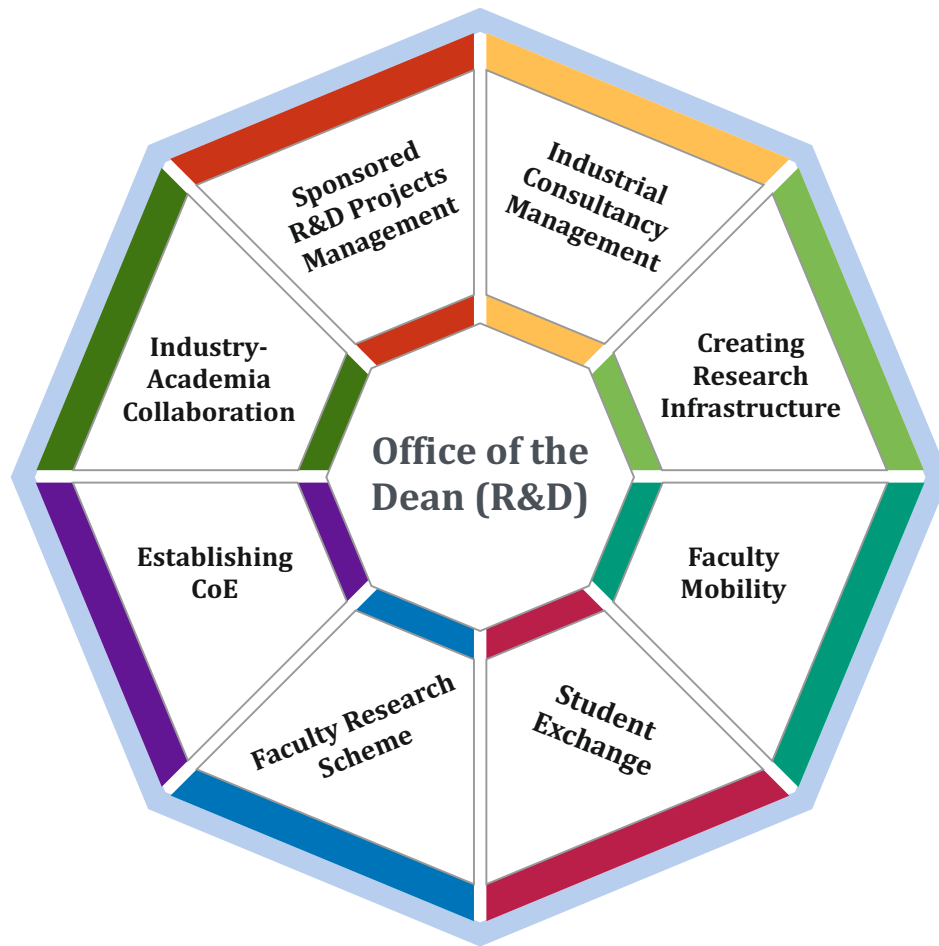 Sponsored
R&D Projects
Management
Industrial
Consultancy
Management
Industry-
Academia
Collaboration
Creating
Research
Infrastructure
Office of the
Dean (R&D)
Establishing
CoE
Faculty
Mobility
Faculty Research
Scheme
Student
Exchange